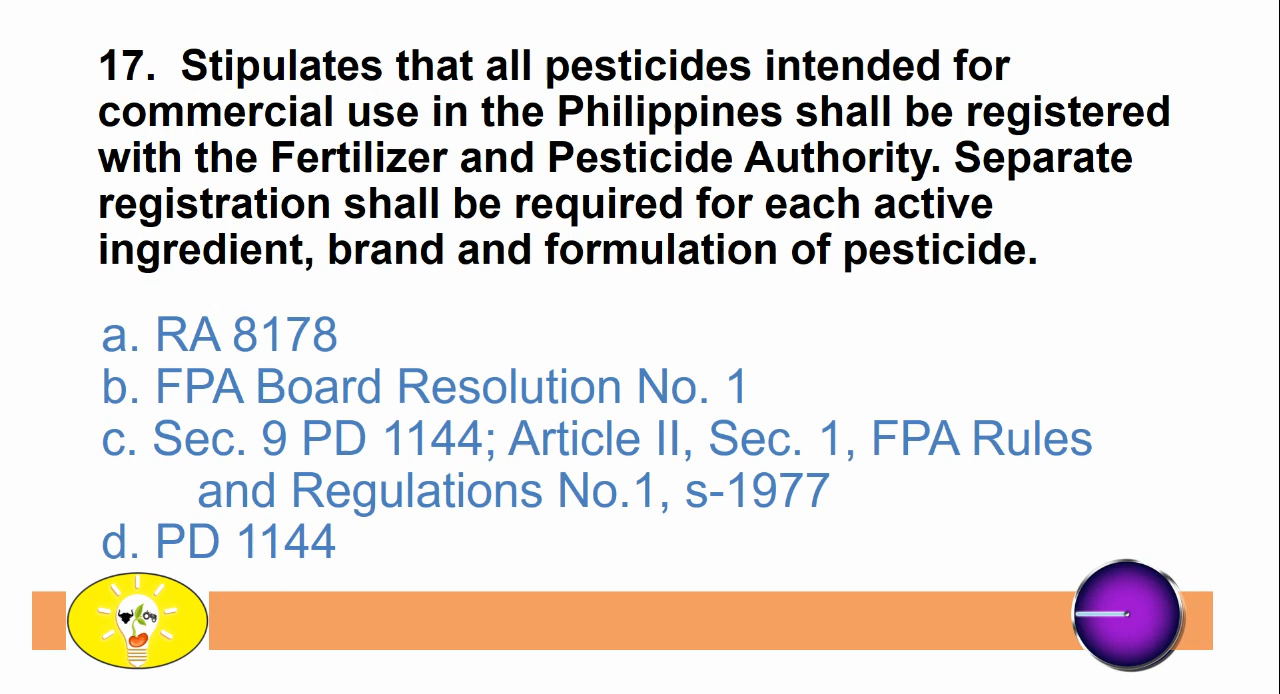 17. Stipulates that all pesticides intended for
commercial use in the Philippines shall be registered
with the Fertilizer and Pesticide Authority. Separate
registration shall be required for each active
ingredient, brand and formulation of pesticide.
a. RA 8178
b. FPA Board Resolution No. 1
c. Sec. 9 PD 1144; Article II, Sec. 1, FPA Rules
and Regulations No.1, s-1977
d. PD 1144